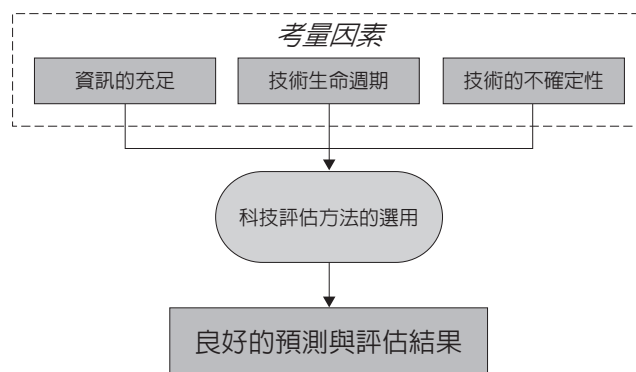 考量因素
資訊的充足
技術生命週期
技術的不確定性
科技評估方法的選用
良好的預測與評估結果